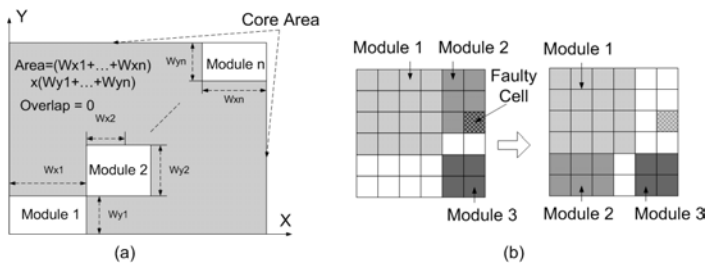 Y
Core Area
Area=(Wx1+...+Wxn)
x(Wy1+...+Wyn)
Overlap = 0
Wyn
Module n
Wxn
Wx2
Wx1
Module 2
Wy2
Module 1
Wy1
X
(a)
Module 1
Module 2
Faulty
Cell
Module 3
Module 1
Module 2
Module 3
(b)